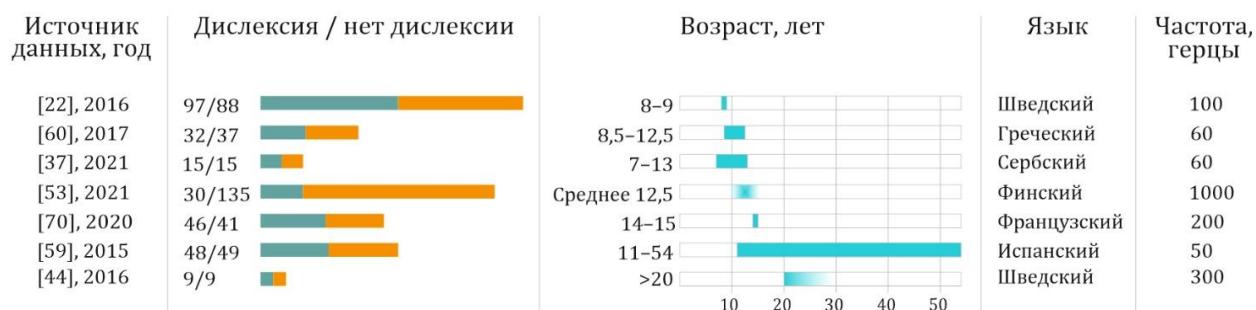 Источник данных, год Дислексия / нет дислексии Возраст, лет Язык Частота, герцы
[22], 2016 97/88 8–9 Шведский 100
[60], 2017 32/37 8,5–12,5 Греческий 60
[37], 2021 15/15 7–13 Сербский 60
[53], 2021 30/135 Среднее 12,5 Финский 1000
[70], 2020 46/41 14–15 Французский 200
[59], 2015 48/49 11–54 Испанский 50
[44], 2016 9/9 >20 Шведский 300
10 20 30 40 50